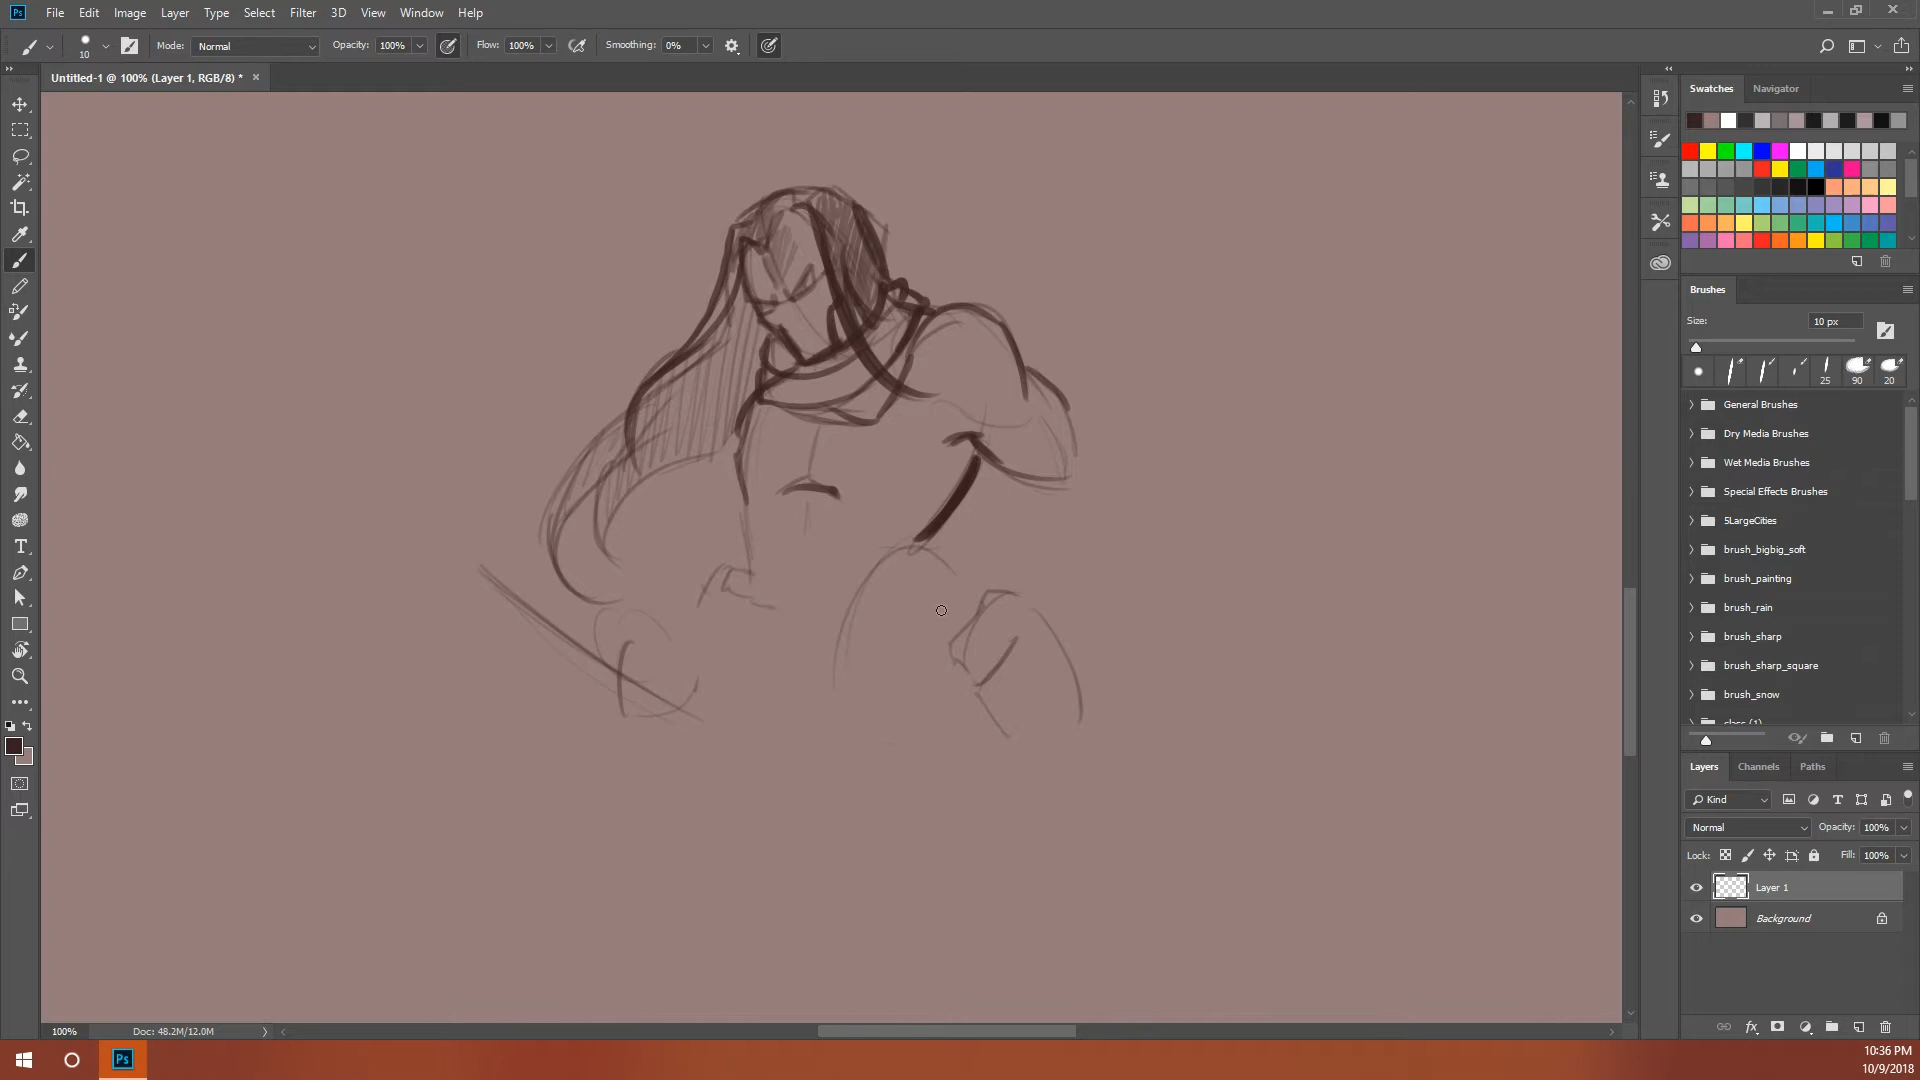 Ps File Edit Image Layer Type Select Filter 3D View Window Help
10 Mode: Normal Opacity: 100% Flow: 100% Smoothing: 0%
Untitled-1 @ 100% (Layer 1, RGB/8) *
Swatches Navigator
Brushes
Size: 10 px
25 90 20
General Brushes
Dry Media Brushes
Wet Media Brushes
Special Effects Brushes
5LargeCities
brush_bigbig_soft
brush_painting
brush_rain
brush_sharp
brush_sharp_square
brush_snow
class (1)
Layers Channels Paths
Kind
Normal Opacity: 100%
Lock: Fill: 100%
Layer 1
Background
100% Doc: 48.2M/12.0M
Ps
10:36 PM
10/9/2018